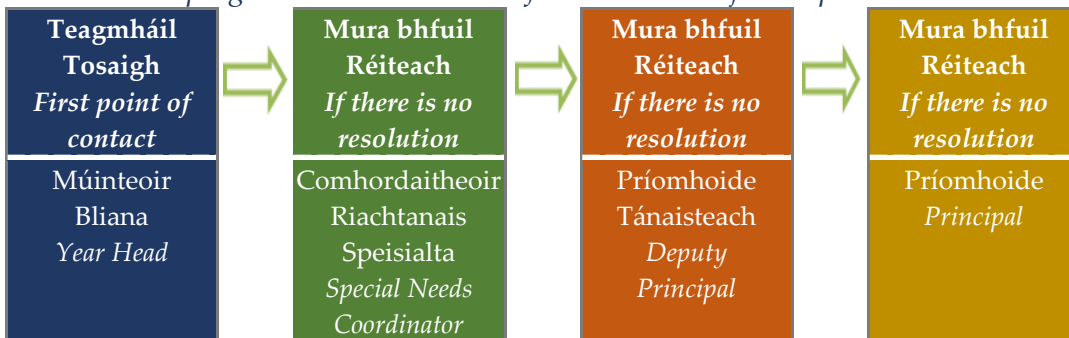 Teagmháil
Tosaigh
First point of
contact
Múinteoir
Bliana
Year Head
Mura bhfuil
Réiteach
If there is no
resolution
Comhordaitheoir
Riachtanais
Speisialta
Special Needs
Coordinator
Mura bhfuil
Réiteach
If there is no
resolution
Príomhoide
Tánaisteach
Deputy
Principal
Mura bhfuil
Réiteach
If there is no
resolution
Príomhoide
Principal